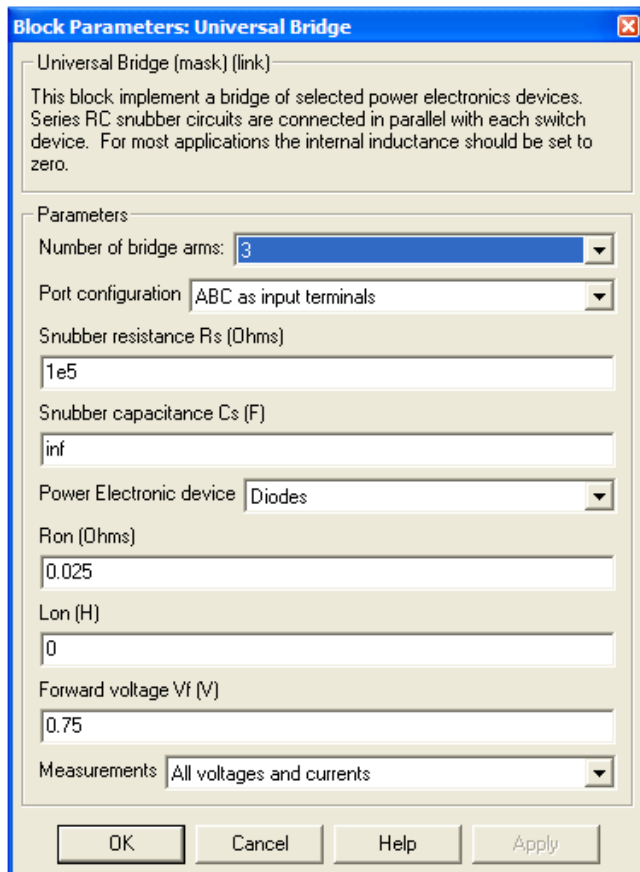 Block Parameters: Universal Bridge
Universal Bridge (mask) (link)
This block implement a bridge of selected power electronics devices.
Series RC snubber circuits are connected in parallel with each switch
device.  For most applications the internal inductance should be set to
zero.
Parameters
Number of bridge arms: 3
Port configuration ABC as input terminals
Snubber resistance Rs (Ohms)
1e5
Snubber capacitance Cs (F)
inf
Power Electronic device Diodes
Ron (Ohms)
0.025
Lon (H)
0
Forward voltage Vf (V)
0.75
Measurements All voltages and currents
OK Cancel Help Apply